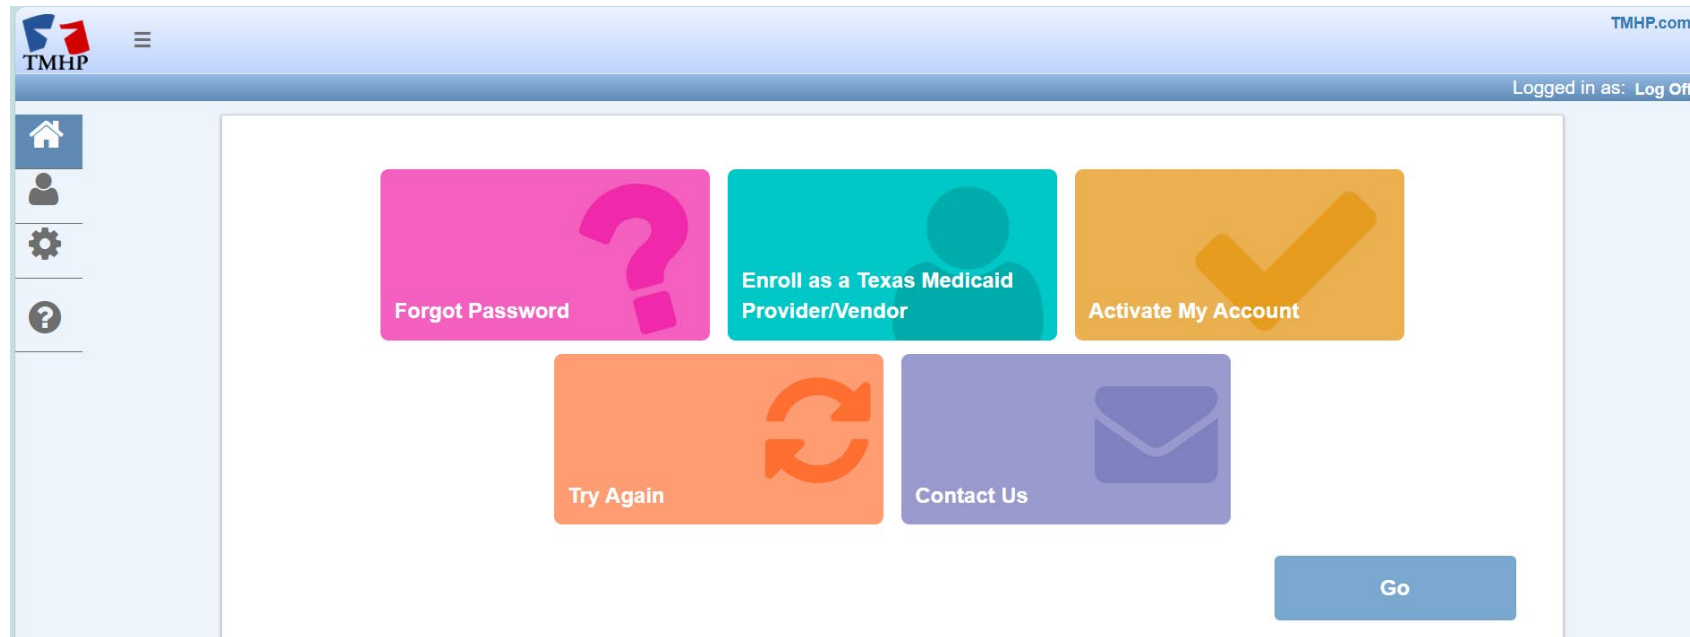 TMHP.com
TMHP
Logged in as: Log Off
Forgot Password
Enroll as a Texas Medicaid
Provider/Vendor
Activate My Account
Try Again
Contact Us
Go